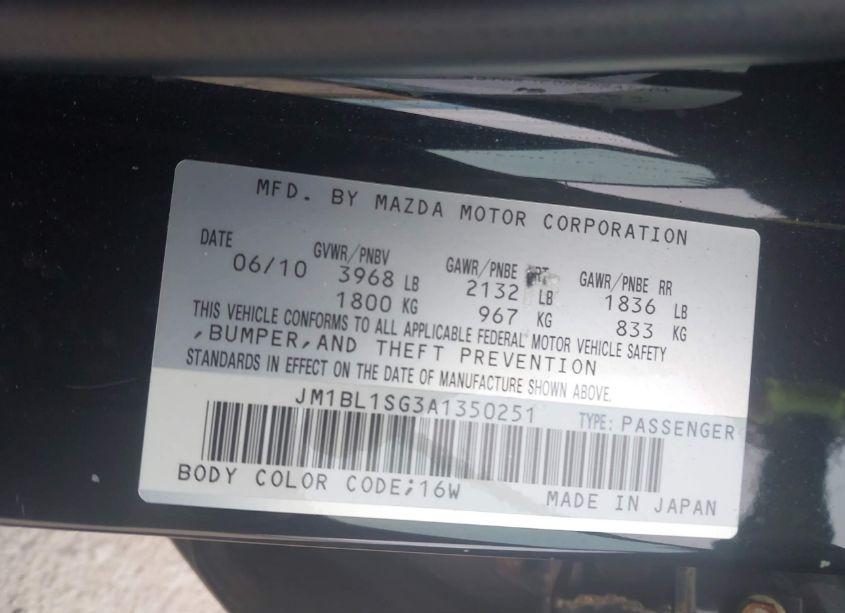 MFD. BY MAZDA MOTOR CORPORATION
DATE GVWR/PNBV GAWR/PNBE GAWR/PNBE RR
06/10 3968 LB 2132 LB 1836 LB
1800 KG 967 KG 833 KG
THIS VEHICLE CONFORMS TO ALL APPLICABLE FEDERAL MOTOR VEHICLE SAFETY
,BUMPER,AND THEFT PREVENTION
STANDARDS IN EFFECT ON THE DATE OF MANUFACTURE SHOWN ABOVE.
JM1BL1SG3A1350251 TYPE: PASSENGER
BODY COLOR CODE;16W MADE IN JAPAN